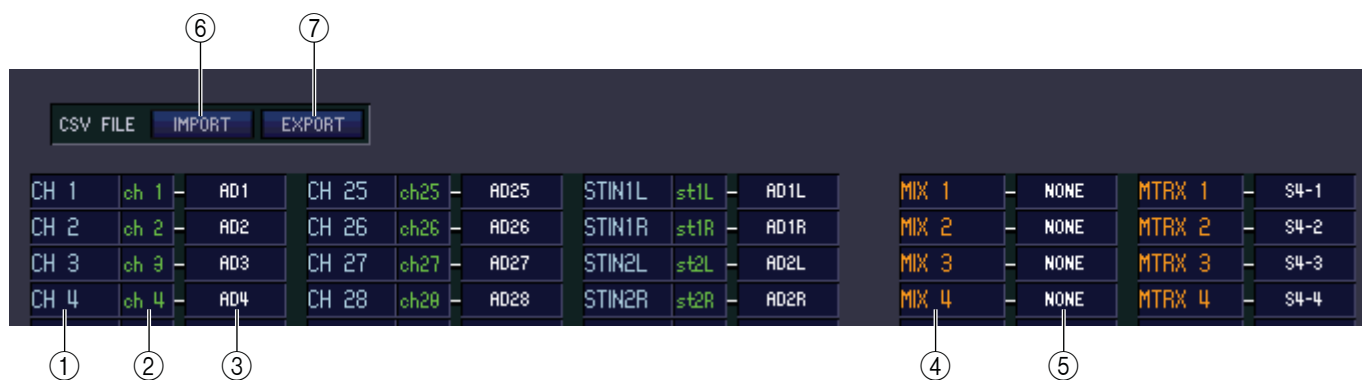 ⑥ ⑦
CSV FILE IMPORT EXPORT
CH 1 ch 1 – AD1 CH 25 ch25 – AD25 STIN1L st1L – AD1L MIX 1 – NONE MTRX 1 – S4-1
CH 2 ch 2 – AD2 CH 26 ch26 – AD26 STIN1R st1R – AD1R MIX 2 – NONE MTRX 2 – S4-2
CH 3 ch 3 – AD3 CH 27 ch27 – AD27 STIN2L st2L – AD2L MIX 3 – NONE MTRX 3 – S4-3
CH 4 ch 4 – AD4 CH 28 ch28 – AD28 STIN2R st2R – AD2R MIX 4 – NONE MTRX 4 – S4-4
① ② ③ ④ ⑤